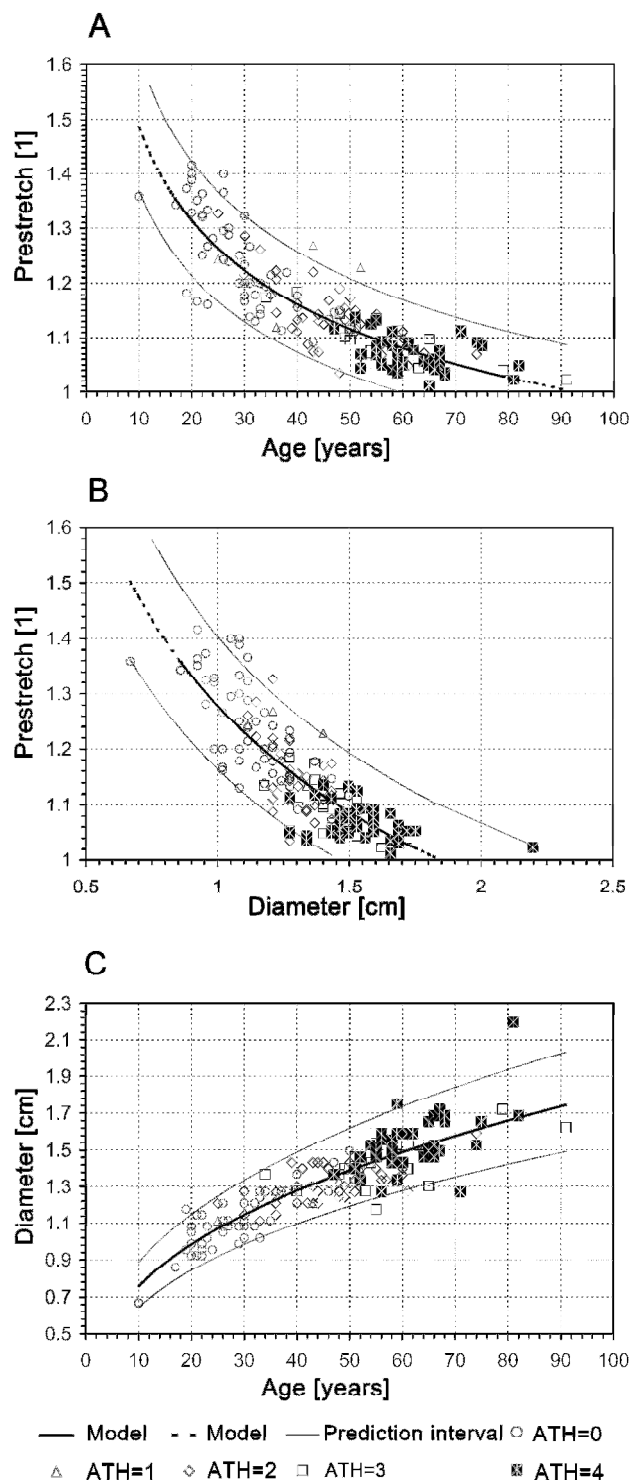 A
1.6
1.5
1.4
1.3
1.2
1.1
1
Prestretch [1]
0 10 20 30 40 50 60 70 80 90 100
Age [years]
B
1.6
1.5
1.4
1.3
1.2
1.1
1
Prestretch [1]
0.5 1 1.5 2 2.5
Diameter [cm]
C
2.3
2.1
1.9
1.7
1.5
1.3
1.1
0.9
0.7
0.5
Diameter [cm]
0 10 20 30 40 50 60 70 80 90 100
Age [years]
Model Model Prediction interval ATH=0
ATH=1 ATH=2 ATH=3 ATH=4